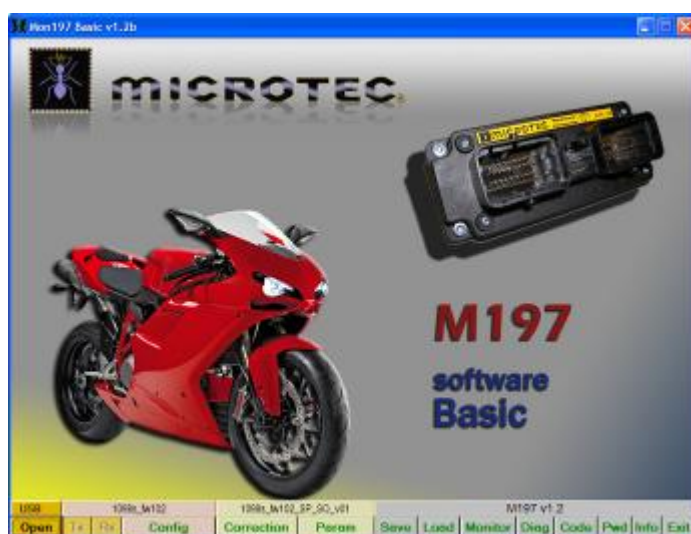 Mon197 Basic v1.2b
MICROTEC
M197
software
Basic
USB 1098s_fw102 1098s_fw102_SP_SC_v01 M197 v1.2
Open Tx Rx Config Correction Param Save Load Monitor Diag Code Pwd Info Exit